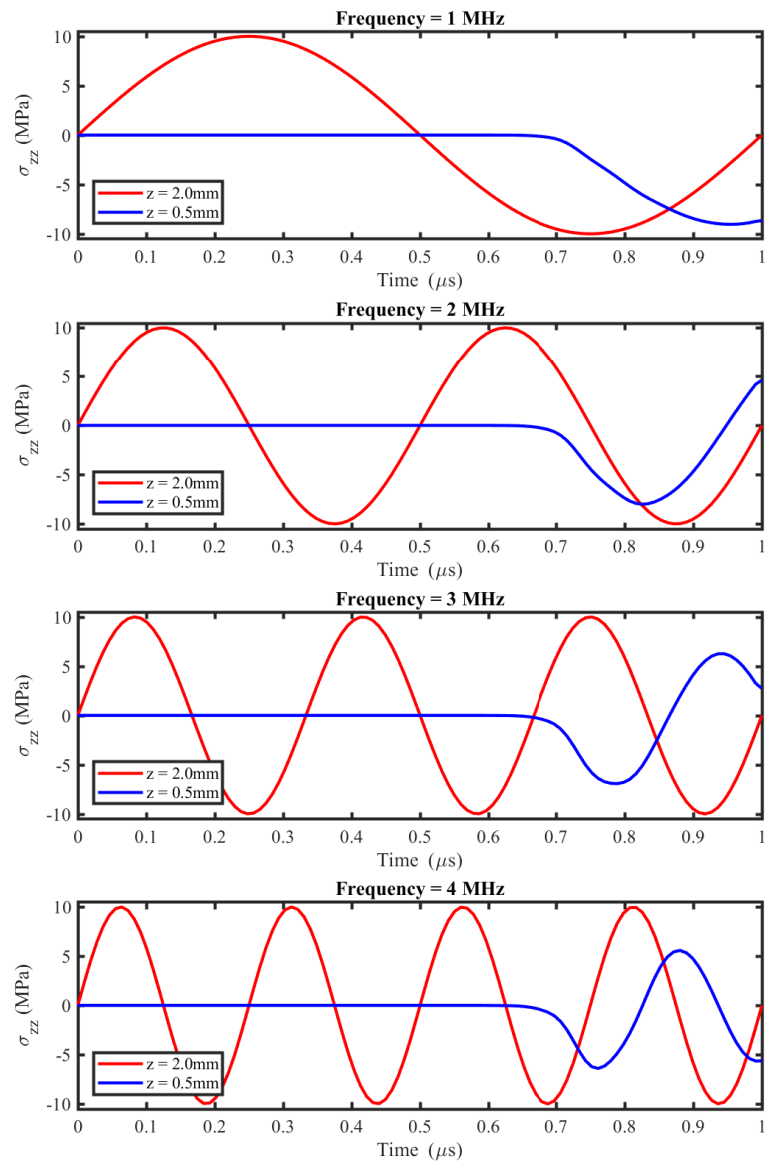 Frequency = 1 MHz
10
5
0
-5
-10
σzz (MPa)
z = 2.0mm
z = 0.5mm
0 0.1 0.2 0.3 0.4 0.5 0.6 0.7 0.8 0.9 1
Time (μs)
Frequency = 2 MHz
10
5
0
-5
-10
σzz (MPa)
z = 2.0mm
z = 0.5mm
0 0.1 0.2 0.3 0.4 0.5 0.6 0.7 0.8 0.9 1
Time (μs)
Frequency = 3 MHz
10
5
0
-5
-10
σzz (MPa)
z = 2.0mm
z = 0.5mm
0 0.1 0.2 0.3 0.4 0.5 0.6 0.7 0.8 0.9 1
Time (μs)
Frequency = 4 MHz
10
5
0
-5
-10
σzz (MPa)
z = 2.0mm
z = 0.5mm
0 0.1 0.2 0.3 0.4 0.5 0.6 0.7 0.8 0.9 1
Time (μs)